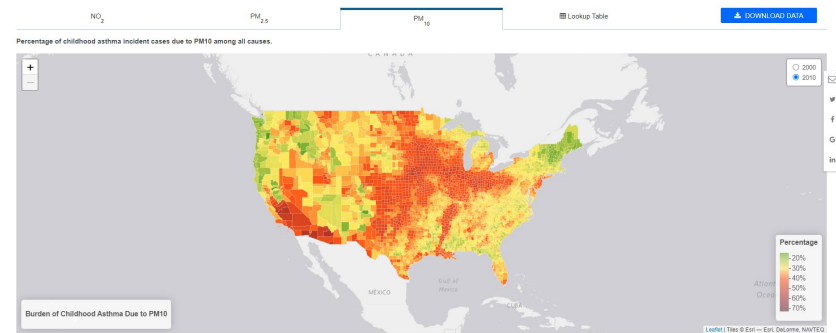 NO2
PM2.5
PM10
Lookup Table
DOWNLOAD DATA
Percentage of childhood asthma incident cases due to PM10 among all causes.
CANADA
+
−
2000
2010
f
G
in
Percentage
20%
30%
40%
50%
60%
70%
Gulf of
Mexico
MÉXICO
CUBA
Burden of Childhood Asthma Due to PM10
Leaflet | Tiles © Esri — Esri, DeLorme, NAVTEQ